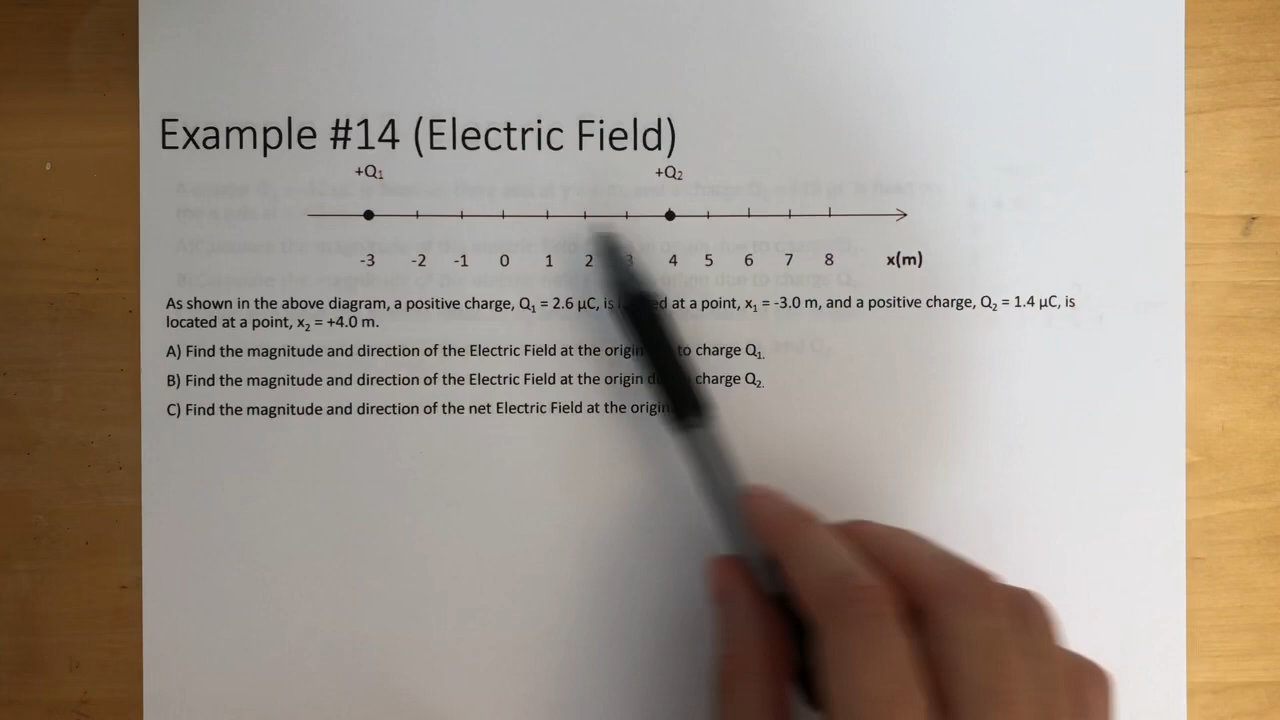 Example #14 (Electric Field)
+Q₁ +Q₂
-3 -2 -1 0 1 2 3 4 5 6 7 8 x(m)
As shown in the above diagram, a positive charge, Q₁ = 2.6 µC, is at a point, x₁ = -3.0 m, and a positive charge, Q₂ = 1.4 µC, is
located at a point, x₂ = +4.0 m.
A) Find the magnitude and direction of the Electric Field at the origin to charge Q₁.
B) Find the magnitude and direction of the Electric Field at the origin charge Q₂.
C) Find the magnitude and direction of the net Electric Field at the origin